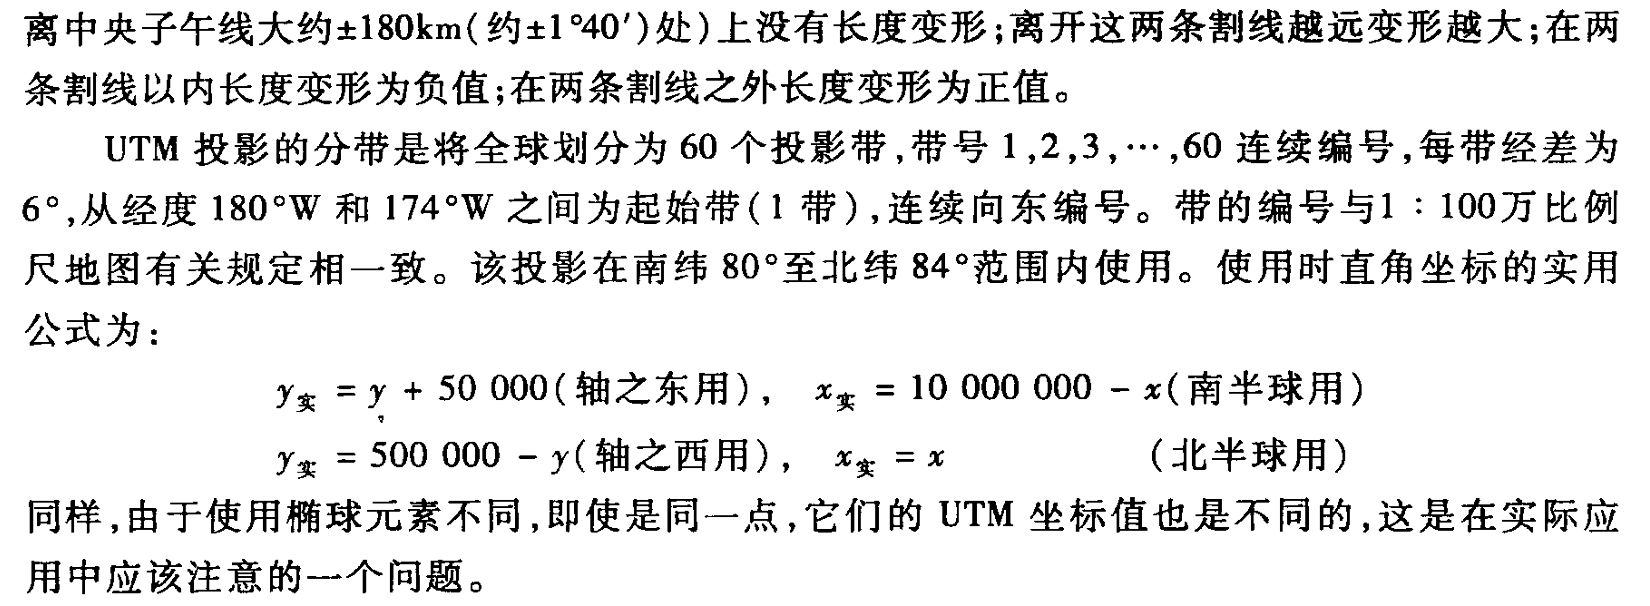 离中央子午线大约±180km(约±1°40′)处)上没有长度变形;离开这两条割线越远变形越大;在两
条割线以内长度变形为负值;在两条割线之外长度变形为正值。
UTM 投影的分带是将全球划分为 60 个投影带,带号 1,2,3,…,60 连续编号,每带经差为
6°,从经度 180°W 和 174°W 之间为起始带(1 带),连续向东编号。带的编号与1∶100万比例
尺地图有关规定相一致。该投影在南纬 80°至北纬 84°范围内使用。使用时直角坐标的实用
公式为:
y实 = y + 50 000(轴之东用), x实 = 10 000 000 - x(南半球用)
y实 = 500 000 - y(轴之西用), x实 = x (北半球用)
同样,由于使用椭球元素不同,即使是同一点,它们的 UTM 坐标值也是不同的,这是在实际应
用中应该注意的一个问题。